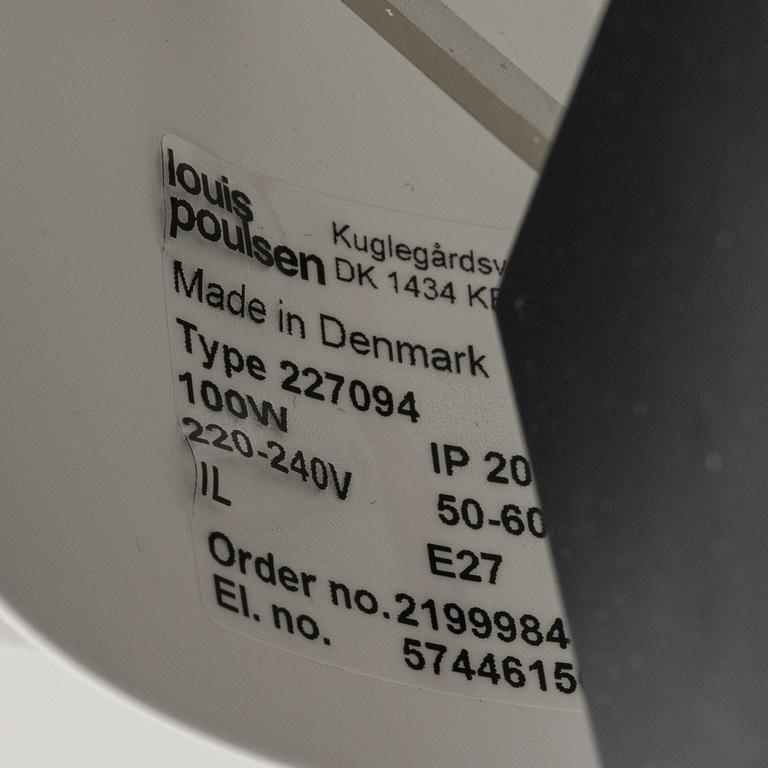 louis
poulsen
Kuglegårdsv
DK 1434 K
Made in Denmark
Type 227094
100W
IP 20
220-240V
50-60
IL
E27
Order no. 2199984
El. no. 5744615